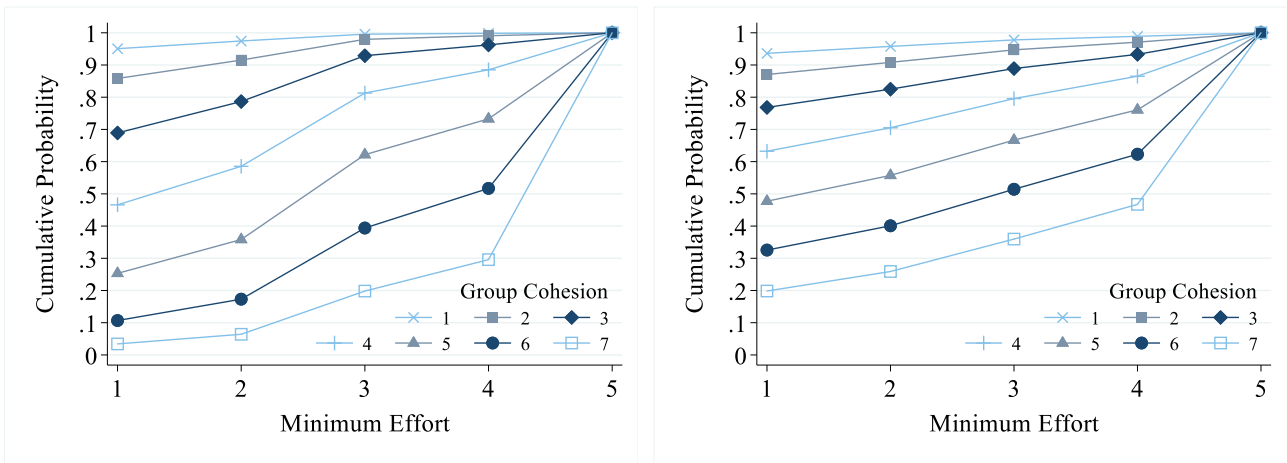 Cumulative Probability
1
.9
.8
.7
.6
.5
.4
.3
.2
.1
0
Group Cohesion
1 2 3
4 5 6 7
1 2 3 4 5
Minimum Effort
Cumulative Probability
1
.9
.8
.7
.6
.5
.4
.3
.2
.1
0
Group Cohesion
1 2 3
4 5 6 7
1 2 3 4 5
Minimum Effort